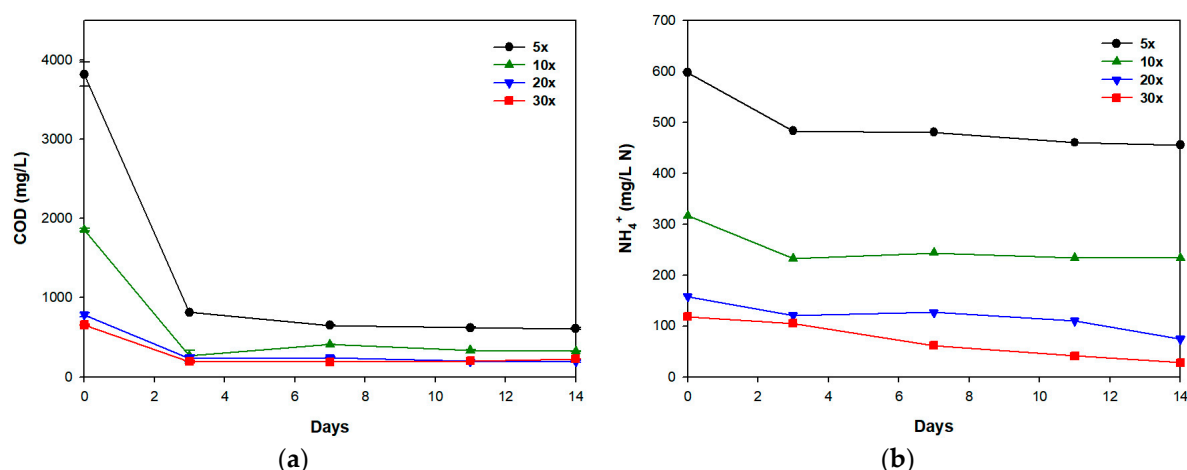 5x
10x
20x
30x
4000
3000
2000
1000
0
COD (mg/L)
0 2 4 6 8 10 12 14
Days
(a)
5x
10x
20x
30x
700
600
500
400
300
200
100
0
NH₄⁺ (mg/L N)
0 2 4 6 8 10 12 14
Days
(b)